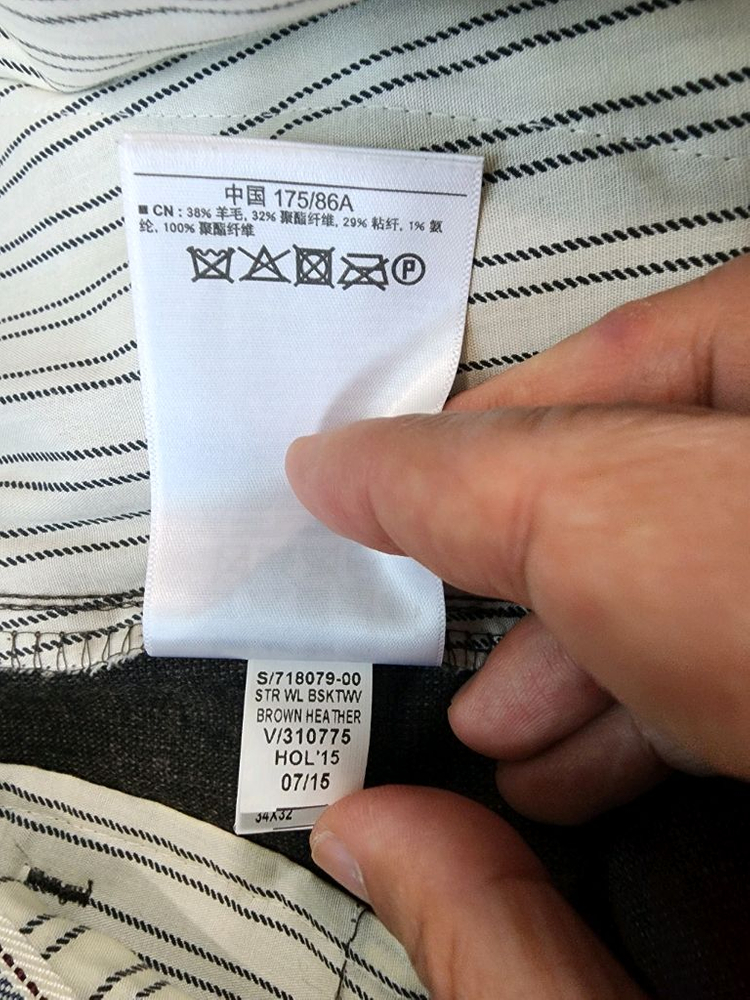 中国 175/86A
■ CN : 38% 羊毛, 32% 聚酯纤维, 29% 粘纤, 1% 氨
纶, 100% 聚酯纤维
P
S/718079-00
STR WL BSKTWV
BROWN HEATHER
V/310775
HOL'15
07/15
34X32